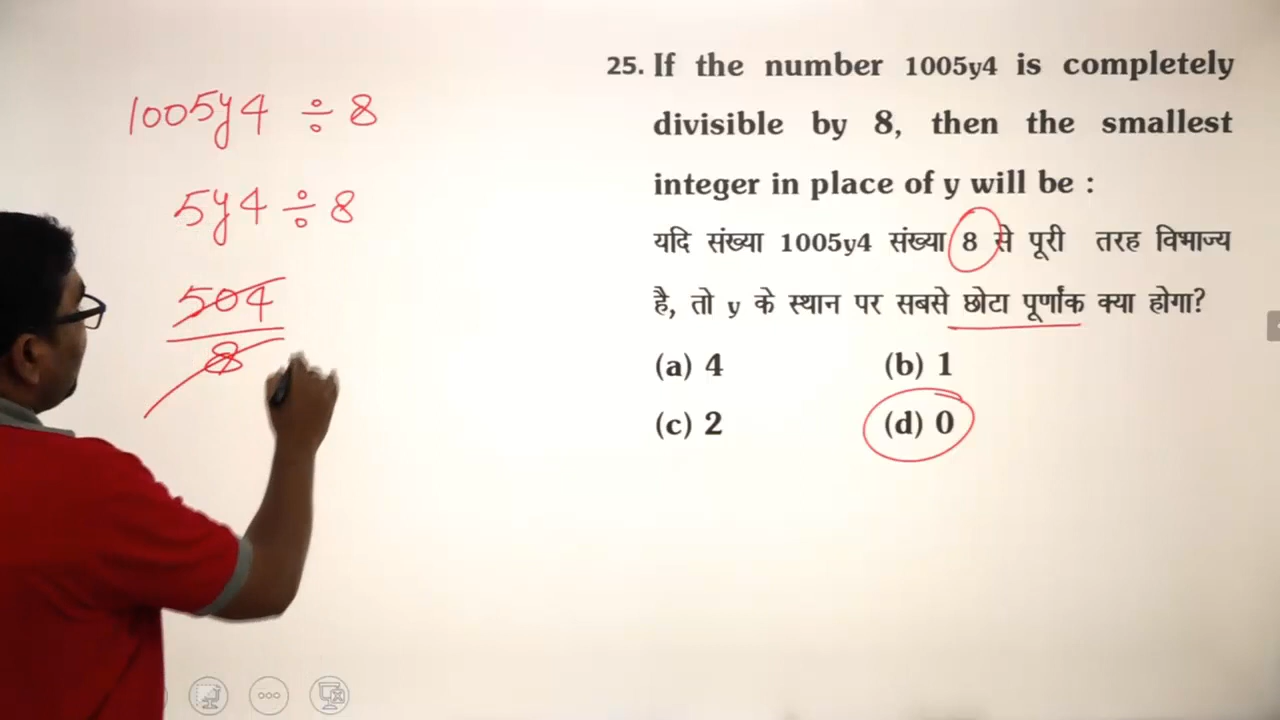 1005y4 ÷ 8
5y4 ÷ 8
504
8
25. If the number 1005y4 is completely
divisible by 8, then the smallest
integer in place of y will be :
यदि संख्या 1005y4 संख्या 8 से पूरी तरह विभाज्य
है, तो y के स्थान पर सबसे छोटा पूर्णांक क्या होगा?
(a) 4 (b) 1
(c) 2 (d) 0